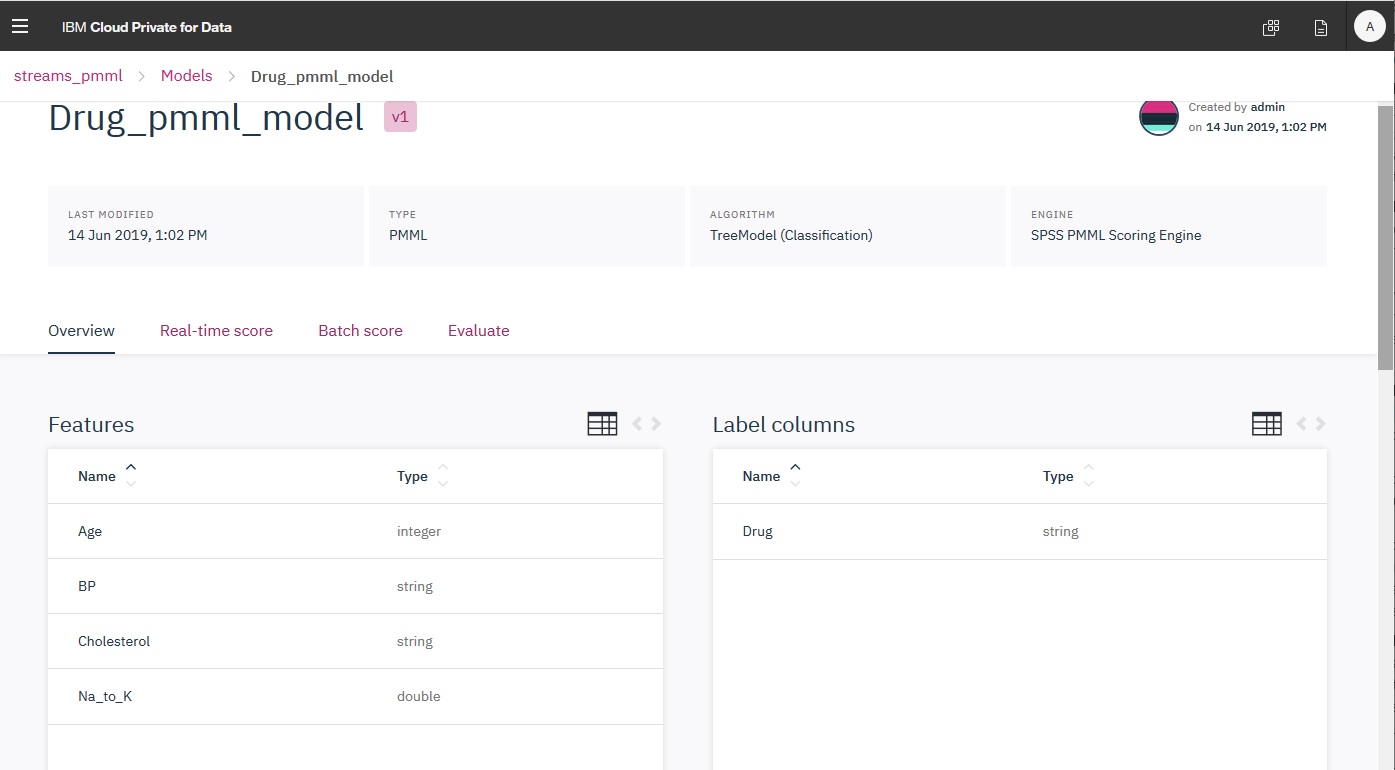 IBM Cloud Private for Data
A
streams_pmml > Models > Drug_pmml_model
Drug_pmml_model v1
Created by admin
on 14 Jun 2019, 1:02 PM
LAST MODIFIED
14 Jun 2019, 1:02 PM
TYPE
PMML
ALGORITHM
TreeModel (Classification)
ENGINE
SPSS PMML Scoring Engine
Overview Real-time score Batch score Evaluate
Features
Name Type
Age integer
BP string
Cholesterol string
Na_to_K double
Label columns
Name Type
Drug string